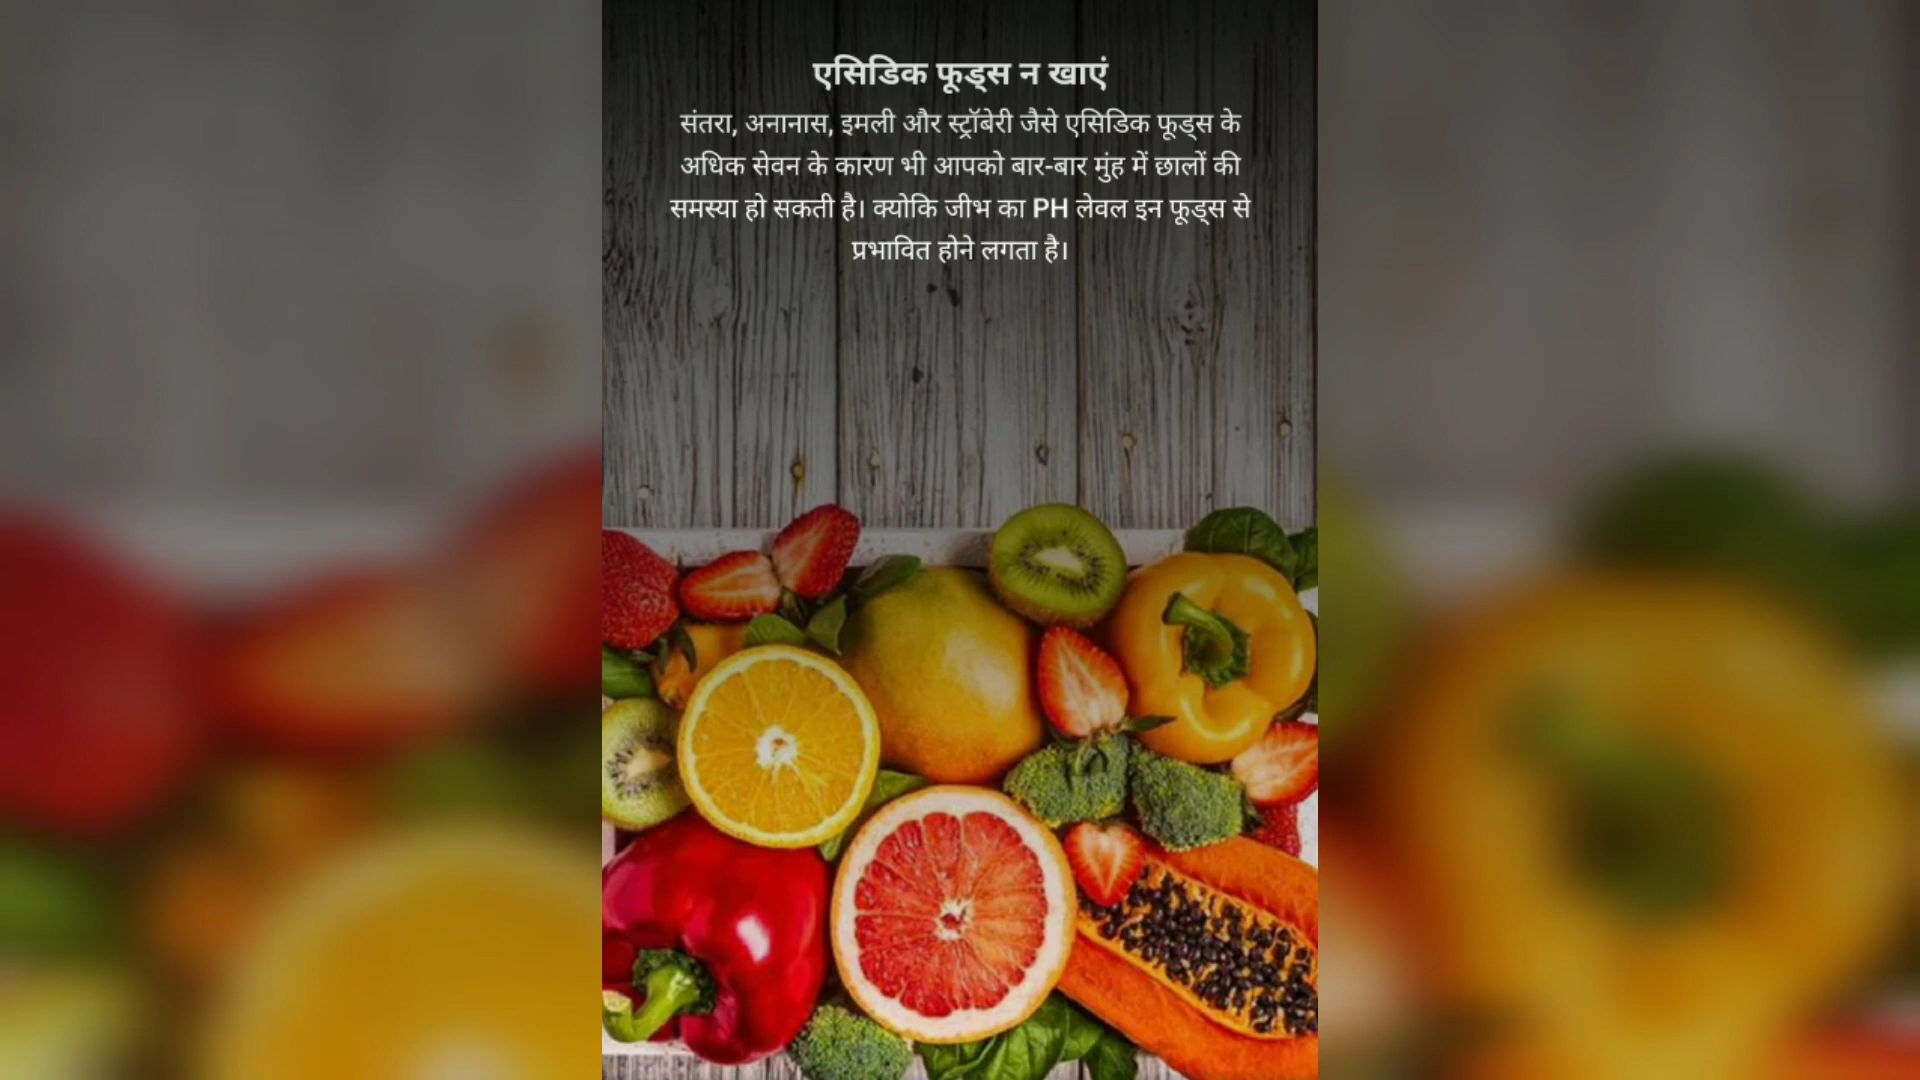 एसिडिक फूड्स न खाएं
संतरा, अनानास, इमली और स्ट्रॉबेरी जैसे एसिडिक फूड्स के
अधिक सेवन के कारण भी आपको बार-बार मुंह में छालों की
समस्या हो सकती है। क्योकि जीभ का PH लेवल इन फूड्स से
प्रभावित होने लगता है।